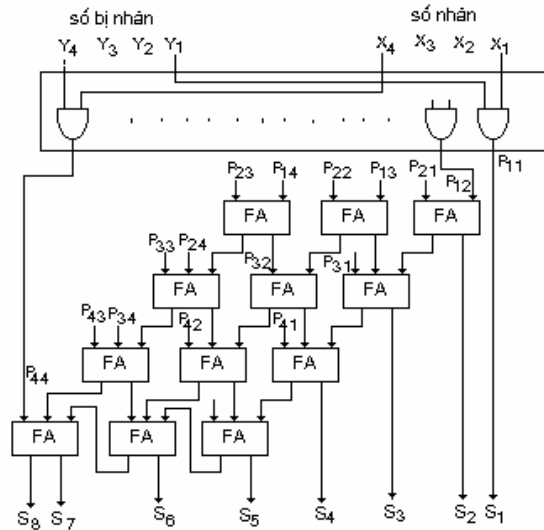 số bị nhân số nhân
Y4 Y3 Y2 Y1 X4 X3 X2 X1
P11
P23 P14 P22 P13 P21 P12
FA FA FA
P33 P24 P32 P31
FA FA FA
P43 P34 P42 P41
FA FA FA
P44
FA FA FA
S8 S7 S6 S5 S4 S3 S2 S1